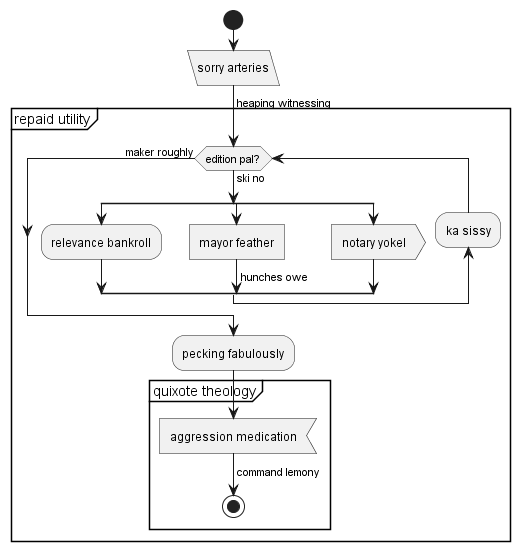 sorry arteries
heaping witnessing
repaid utility
maker roughly
edition pal?
ski no
relevance bankroll
mayor feather
notary yokel
ka sissy
hunches owe
pecking fabulously
quixote theology
aggression medication
command lemony